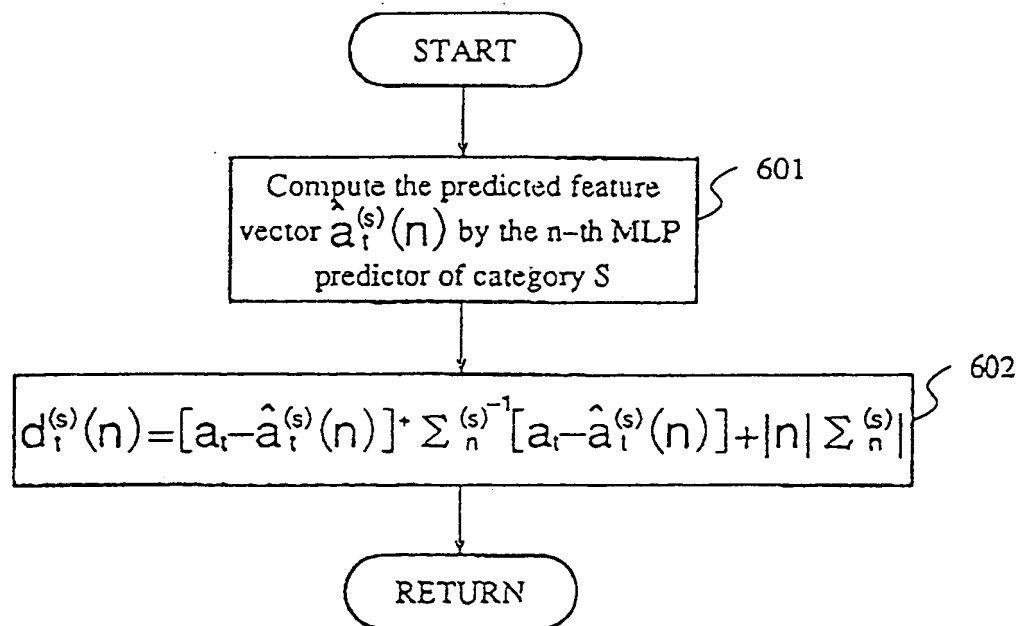 START
Compute the predicted feature
vector â_t^(s)(n) by the n-th MLP
predictor of category S
601
d_t^(s)(n)=[a_t-â_t^(s)(n)]^+ Σ_n^(s)^-1 [a_t-â_t^(s)(n)]+|n| Σ_n^(s)|
602
RETURN